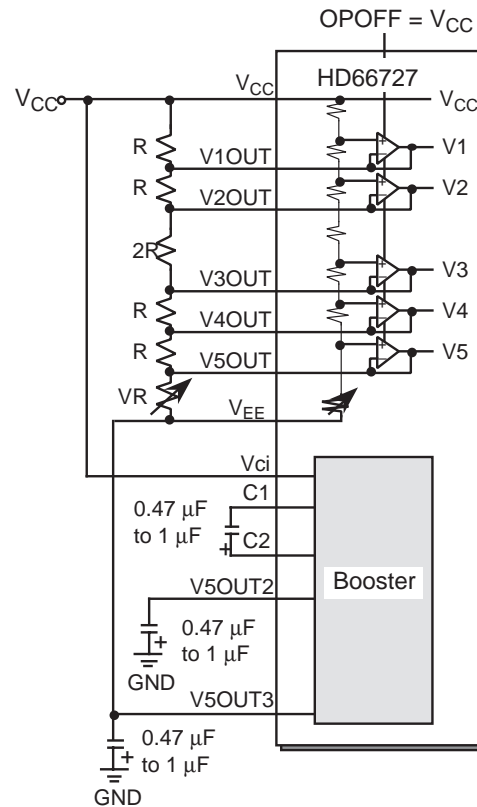 OPOFF = VCC
HD66727
VCC
VCC
VCC
R
V1OUT
V1
R
V2OUT
V2
2R
V3OUT
V3
R
V4OUT
V4
R
V5OUT
V5
VR
VEE
Vci
C1
0.47 µF
to 1 µF
C2
+
Booster
V5OUT2
0.47 µF
to 1 µF
+
GND
V5OUT3
0.47 µF
to 1 µF
+
GND